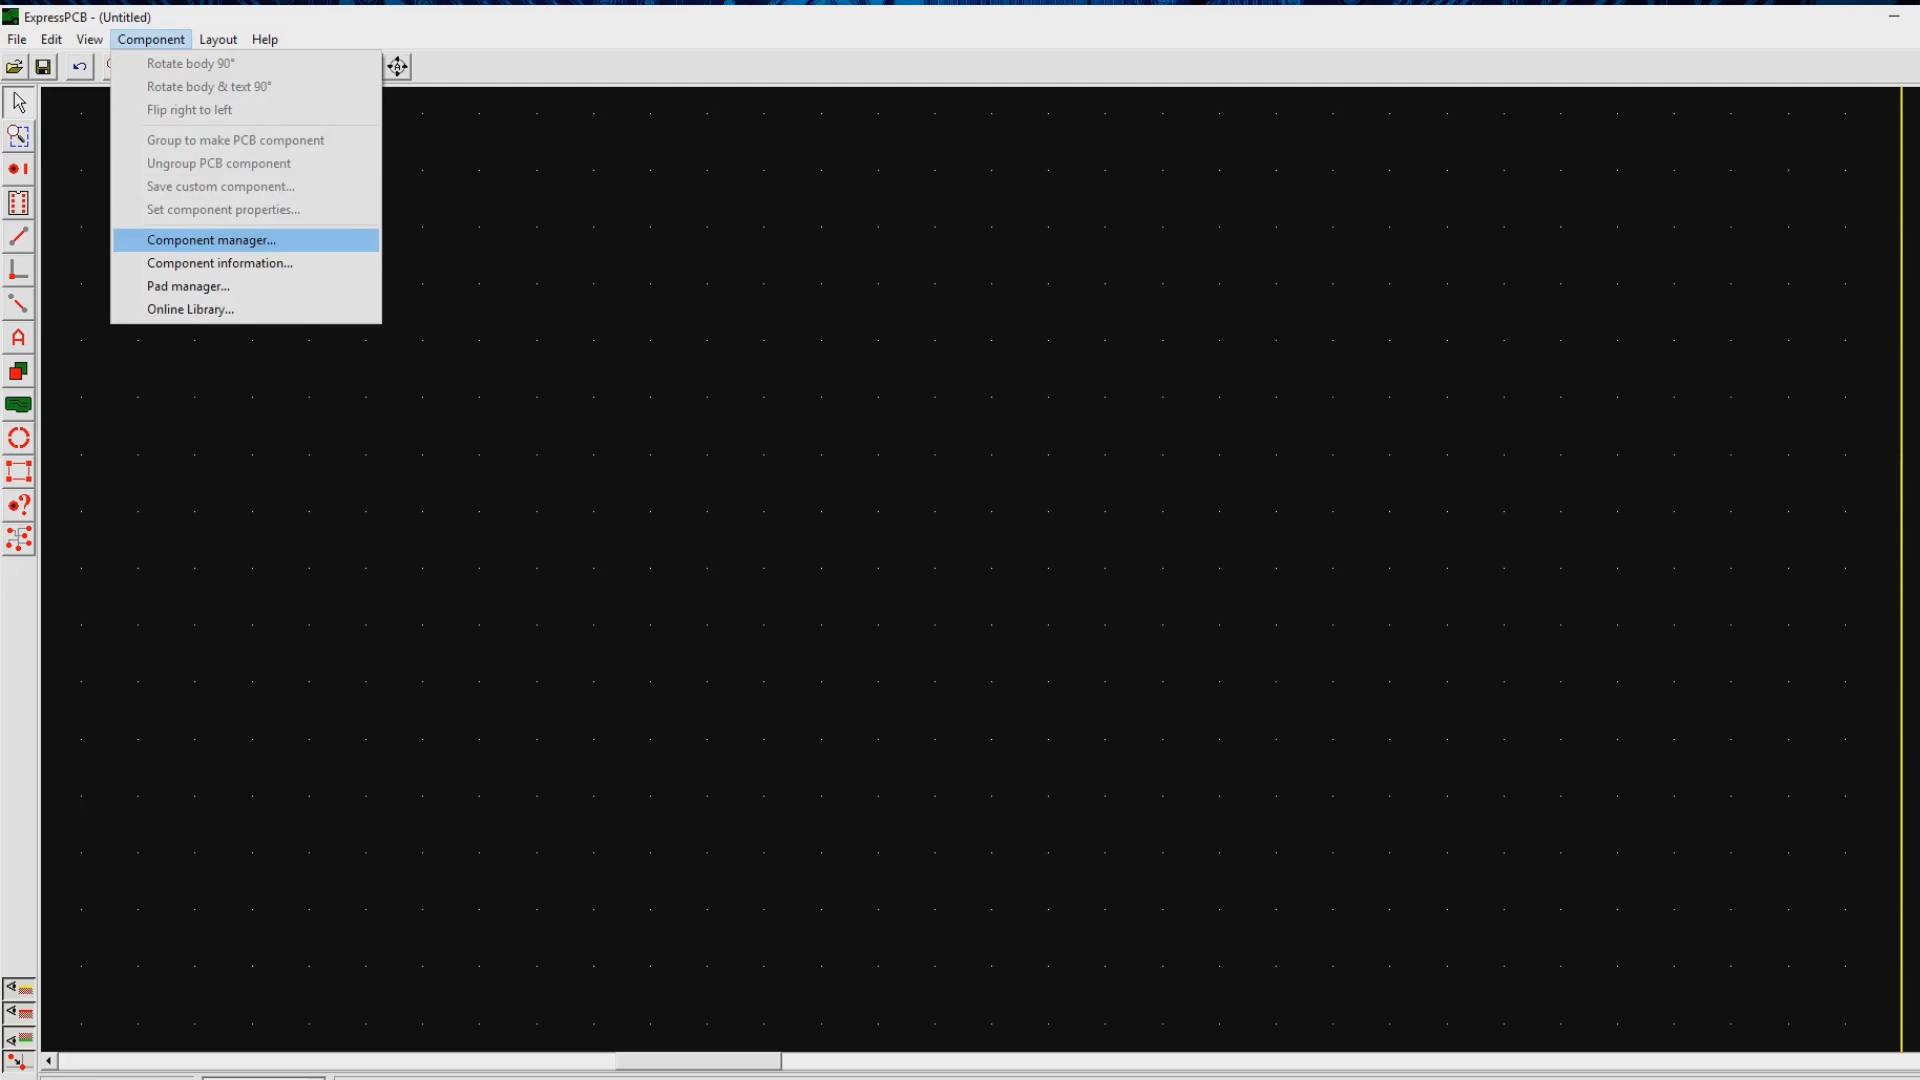 ExpressPCB - (Untitled)
File Edit View Component Layout Help
Rotate body 90°
Rotate body & text 90°
Flip right to left
Group to make PCB component
Ungroup PCB component
Save custom component...
Set component properties...
Component manager...
Component information...
Pad manager...
Online Library...